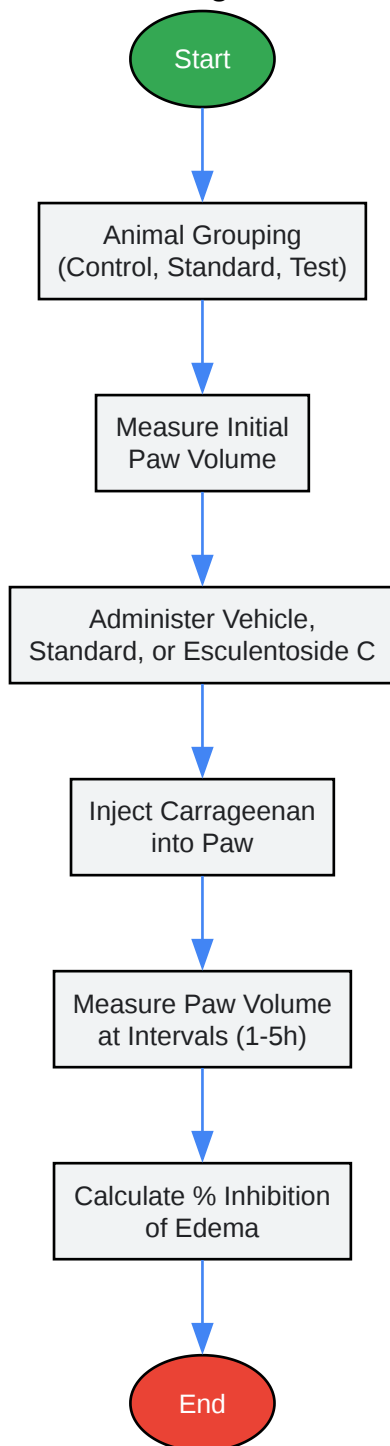 Start
Animal Grouping
(Control, Standard, Test)
Measure Initial
Paw Volume
Administer Vehicle,
Standard, or Esculentoside C
Inject Carrageenan
into Paw
Measure Paw Volume
at Intervals (1-5h)
Calculate % Inhibition
of Edema
End